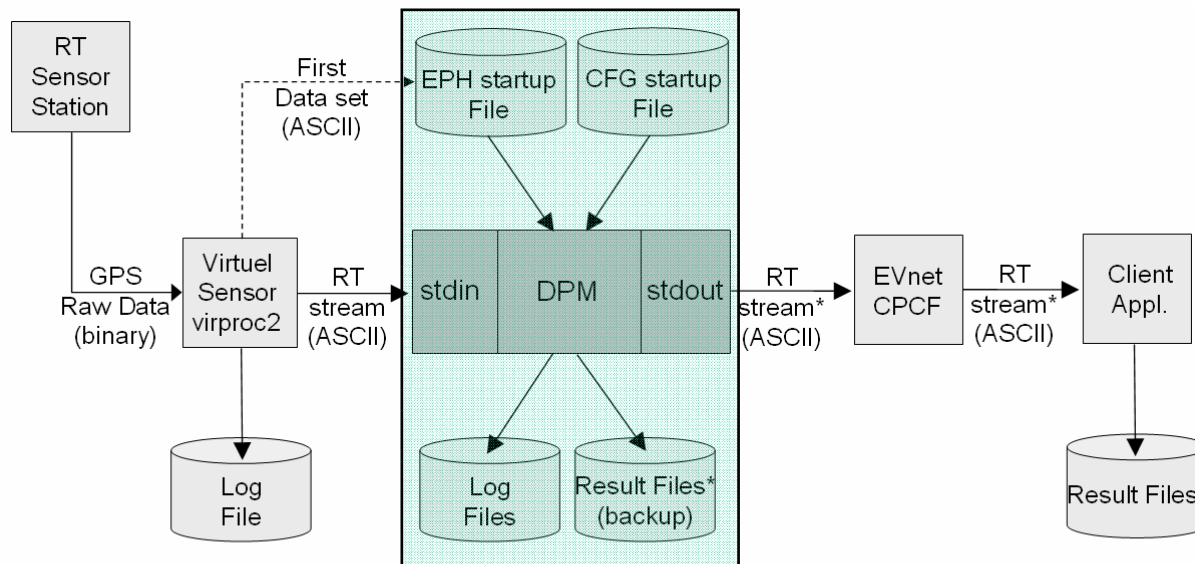 RT
Sensor
Station
First
Data set
(ASCII)
EPH startup
File
CFG startup
File
GPS
Raw Data
(binary)
Virtuel
Sensor
virproc2
RT
stream
(ASCII)
stdin
DPM
stdout
RT
stream*
(ASCII)
EVnet
CPCF
RT
stream*
(ASCII)
Client
Appl.
Log
File
Log
Files
Result Files*
(backup)
Result Files